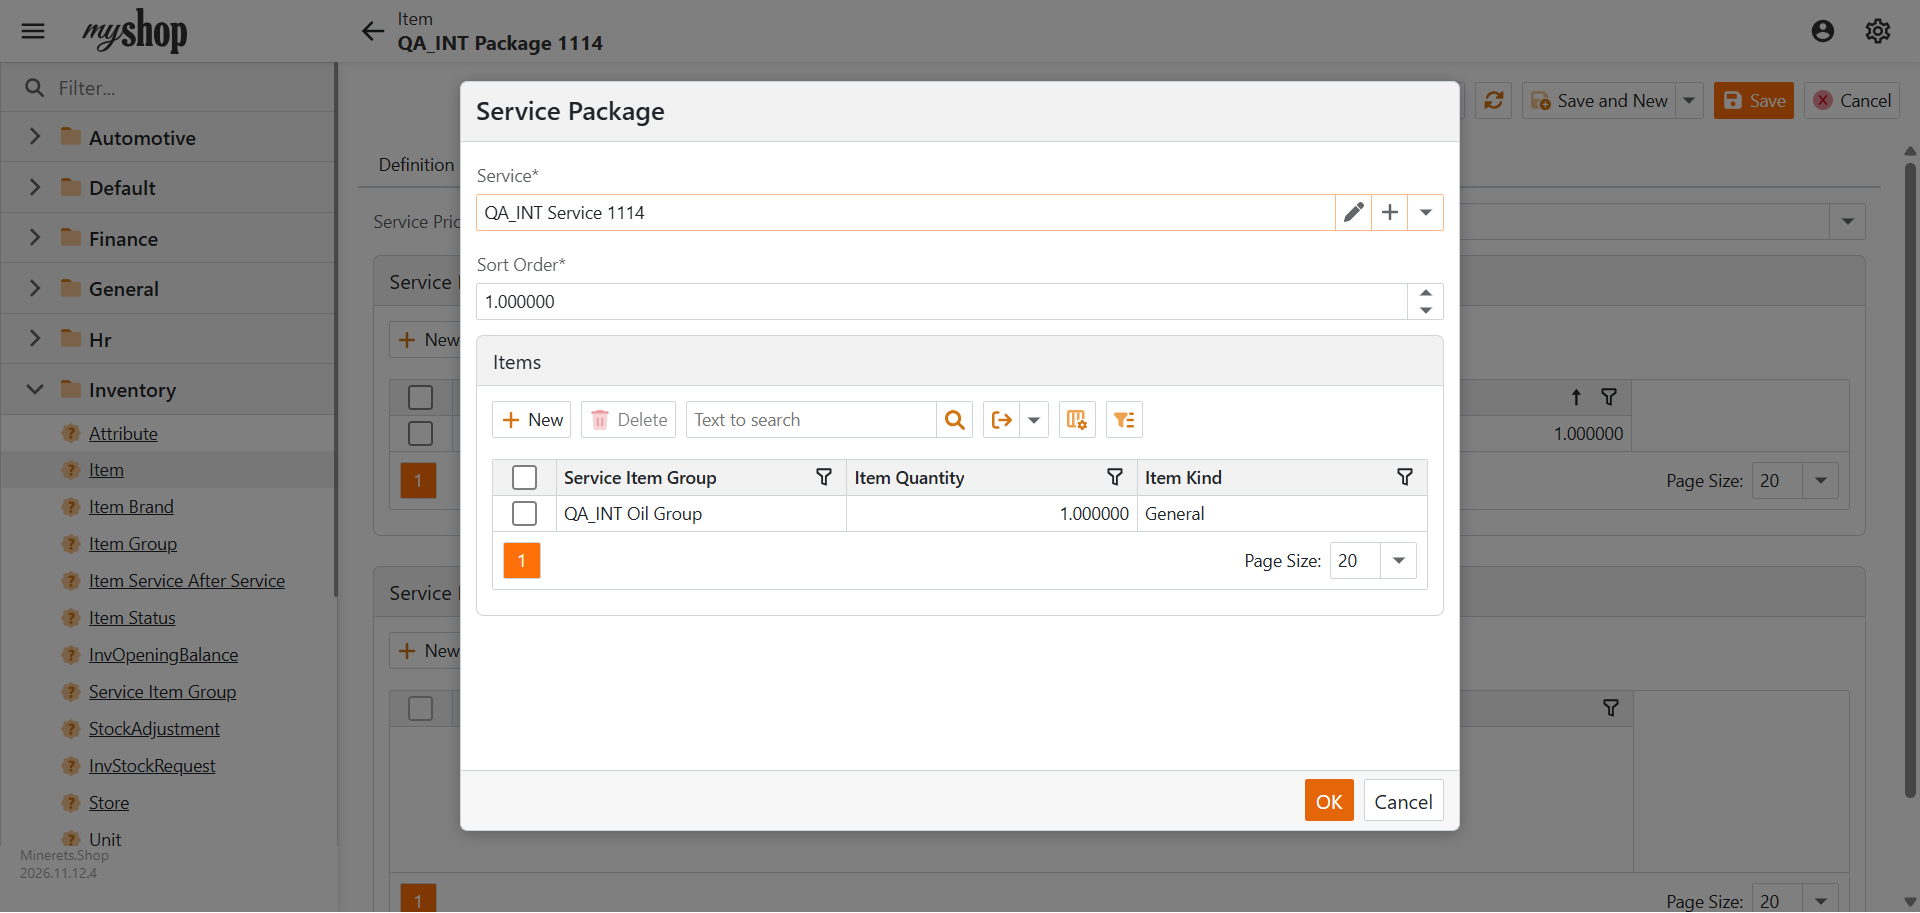 myshop
Item
QA_INT Package 1114
Filter...
Automotive
Default
Finance
General
Hr
Inventory
Attribute
Item
Item Brand
Item Group
Item Service After Service
Item Status
InvOpeningBalance
Service Item Group
StockAdjustment
InvStockRequest
Store
Unit
Minerets.Shop
2026.11.12.4
Save and New
Save
Cancel
Definition
Service Pric
Service
New
1.000000
1
Page Size: 20
Service
New
1
Page Size: 20
Service Package
Service*
QA_INT Service 1114
Sort Order*
1.000000
Items
New
Delete
Text to search
Service Item Group Item Quantity Item Kind
QA_INT Oil Group 1.000000 General
1
Page Size: 20
OK
Cancel